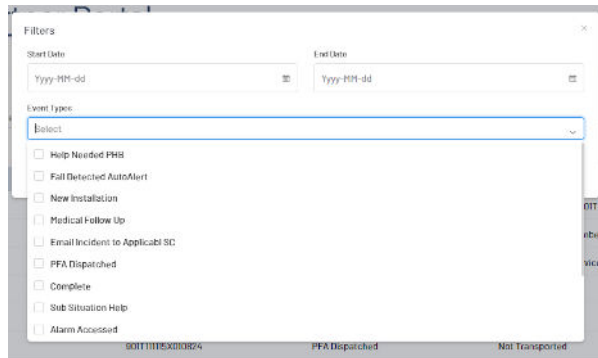 Filters
Start Date
End Date
Yyyy-MM-dd
Yyyy-MM-dd
Event Types
Select
Help Needed PHB
Fall Detected AutoAlert
New Installation
Medical Follow Up
Email Incident to Applicabl SC
PFA Dispatched
Complete
Sub Situation Help
Alarm Accessed
PFA Dispatched
Not Transported